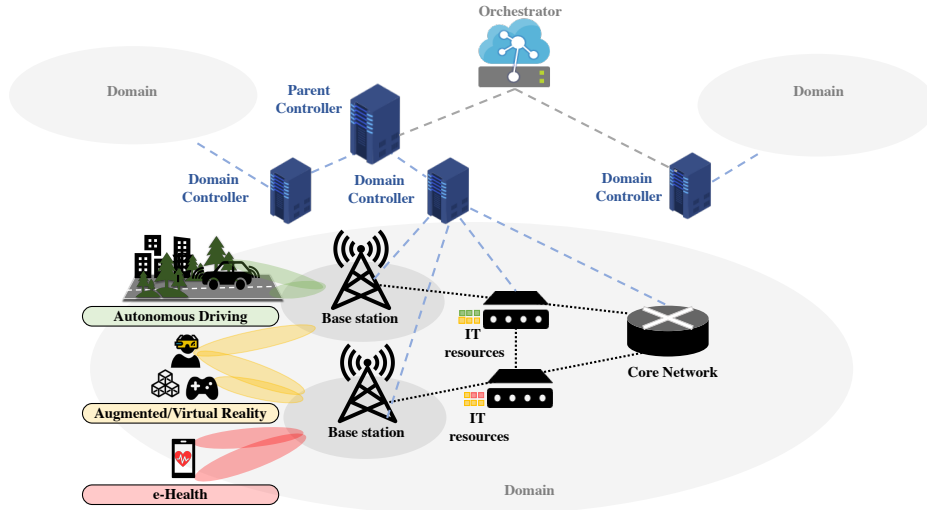 Orchestrator
Domain
Parent
Controller
Domain
Domain
Controller
Domain
Controller
Domain
Controller
Autonomous Driving
Base station
IT
resources
Core Network
Augmented/Virtual Reality
Base station
IT
resources
e-Health
Domain